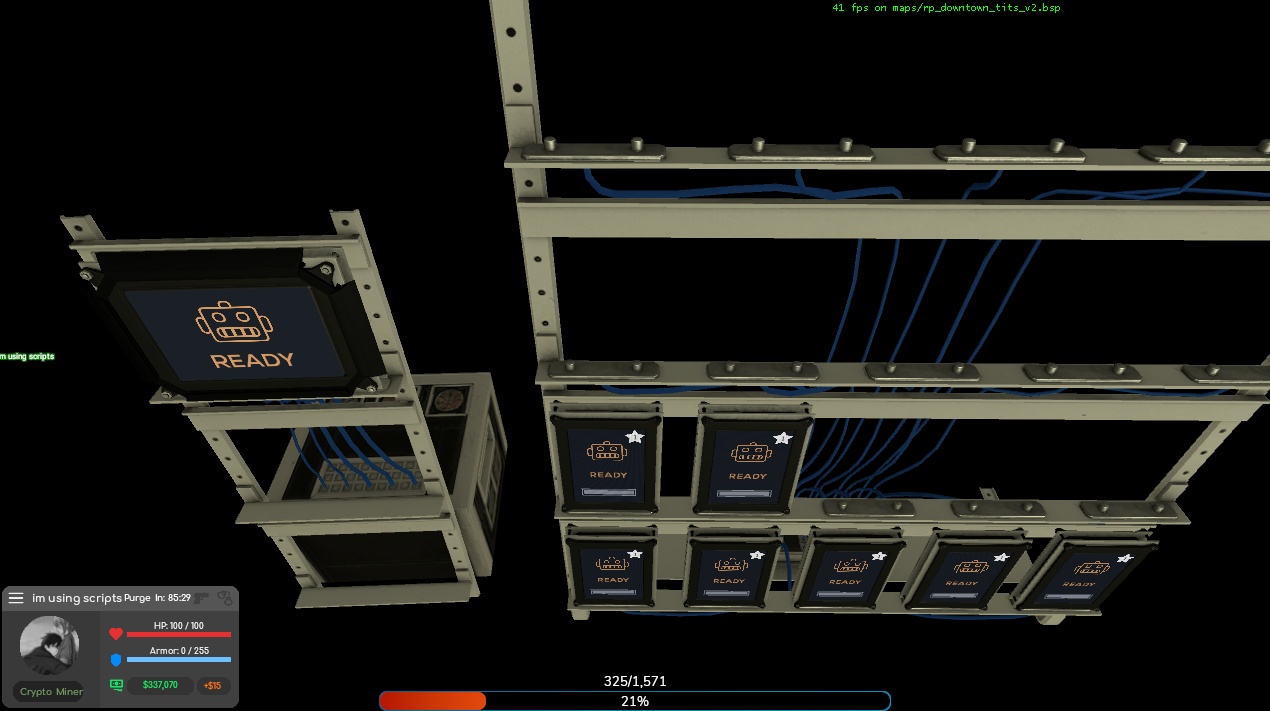 41 fps on maps/rp_downtown_tits_v2.bsp
READY
m using scripts
READY
READY
READY
READY
READY
READY
READY
im using scripts Purge In: 85:29
HP: 100 / 100
Armor: 0 / 255
$337,070 +$15
Crypto Miner
325/1,571
21%